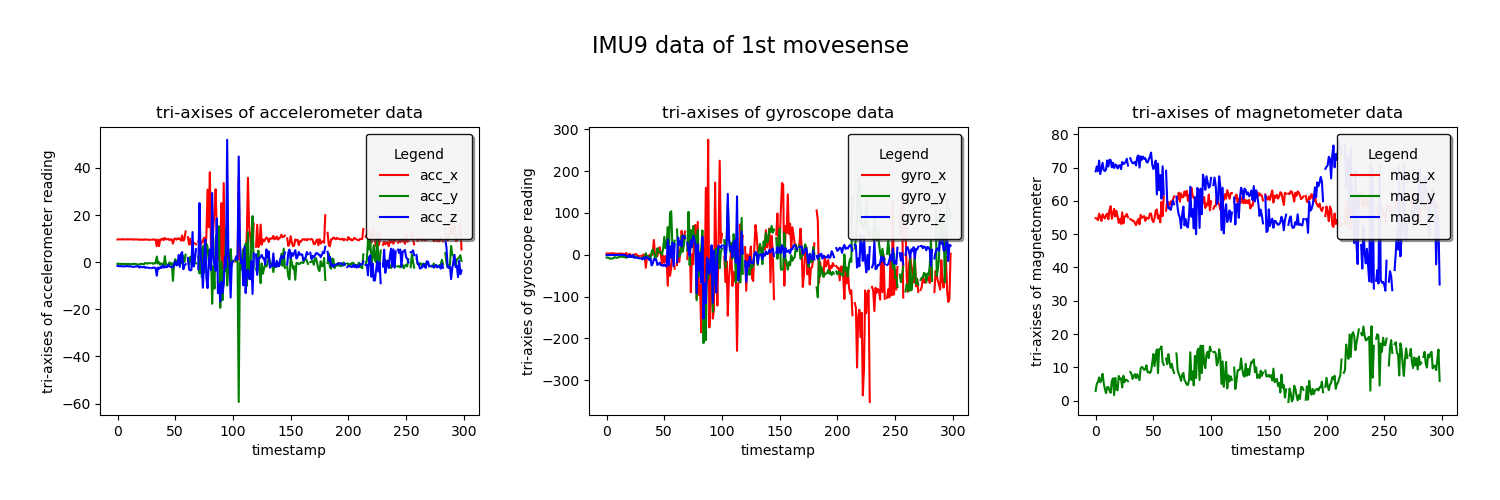 IMU9 data of 1st movesense
tri-axises of accelerometer data
tri-axises of accelerometer reading
40
20
0
−20
−40
−60
0 50 100 150 200 250 300
timestamp
Legend
acc_x
acc_y
acc_z
tri-axises of gyroscope data
tri-axies of gyroscope reading
300
200
100
0
−100
−200
−300
0 50 100 150 200 250 300
timestamp
Legend
gyro_x
gyro_y
gyro_z
tri-axises of magnetometer data
tri-axises of magnetometer
80
70
60
50
40
30
20
10
0
0 50 100 150 200 250 300
timestamp
Legend
mag_x
mag_y
mag_z